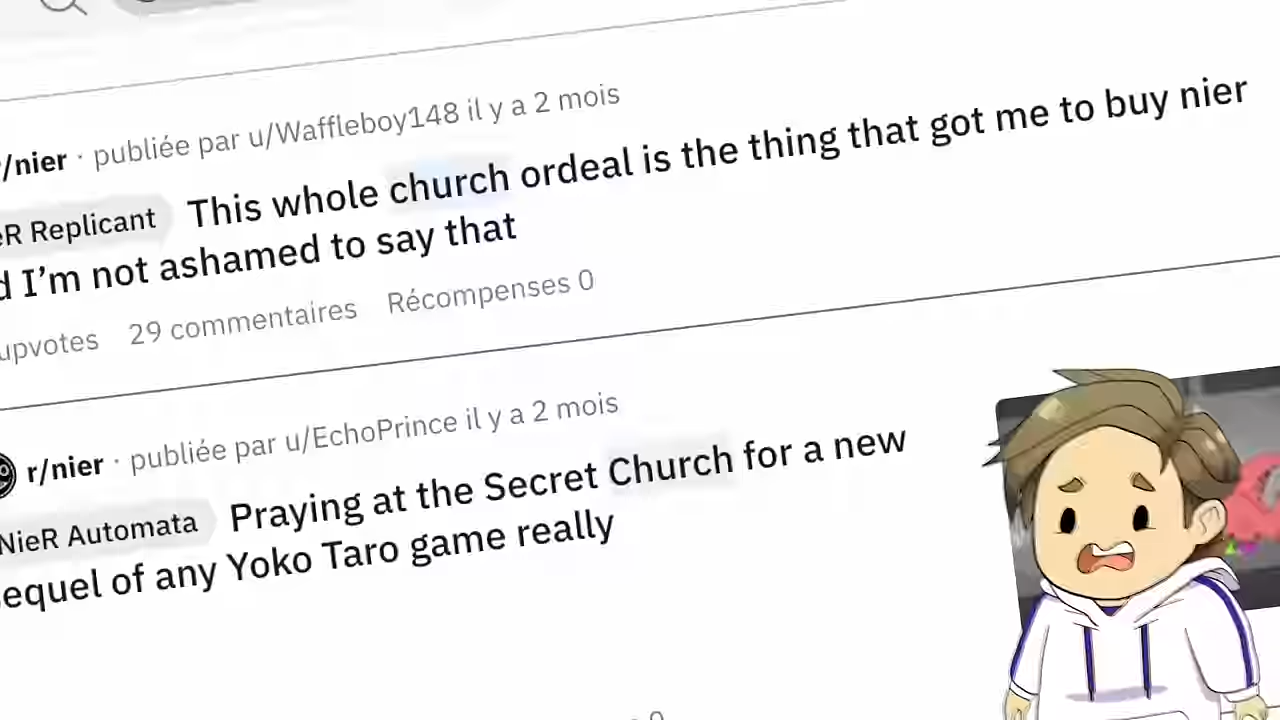 r/nier · publiée par u/Waffleboy148 il y a 2 mois
Replicant This whole church ordeal is the thing that got me to buy nier
I’m not ashamed to say that
upvotes 29 commentaires Récompenses 0
r/nier · publiée par u/EchoPrince il y a 2 mois
NieR Automata Praying at the Secret Church for a new
sequel of any Yoko Taro game really